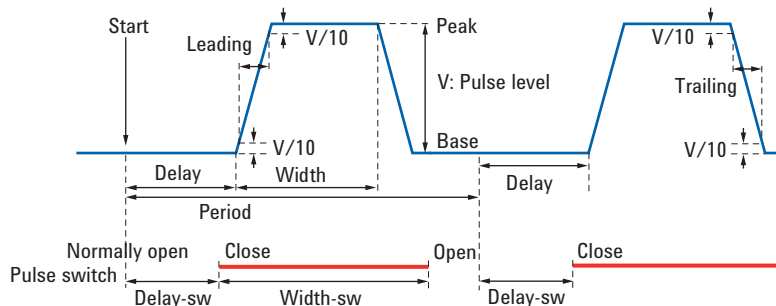 Start
V/10
Peak
V/10
Leading
V: Pulse level
Trailing
Base
V/10
V/10
Delay
Width
Delay
Period
Normally open
Close
Open
Close
Pulse switch
Delay-sw
Width-sw
Delay-sw